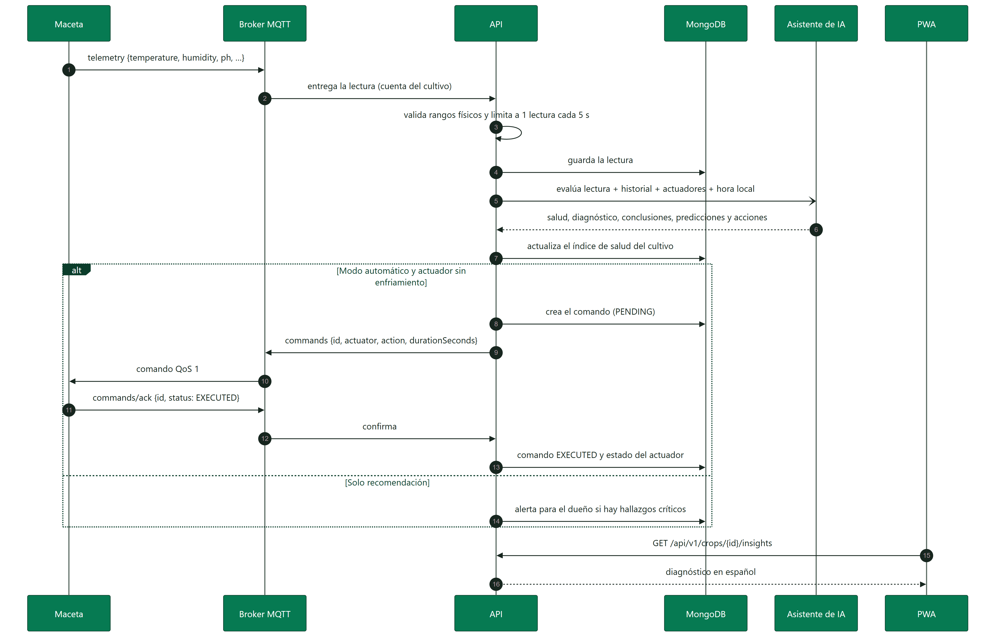 Maceta
Broker MQTT
API
MongoDB
Asistente de IA
PWA
telemetry {temperature, humidity, ph, ...}
1
entrega la lectura (cuenta del cultivo)
2
valida rangos físicos y limita a 1 lectura cada 5 s
3
guarda la lectura
4
evalúa lectura + historial + actuadores + hora local
5
salud, diagnóstico, conclusiones, predicciones y acciones
6
actualiza el índice de salud del cultivo
7
alt
[Modo automático y actuador sin
enfriamiento]
crea el comando (PENDING)
8
commands {id, actuator, action, durationSeconds}
9
comando QoS 1
10
commands/ack {id, status: EXECUTED}
11
confirma
12
comando EXECUTED y estado del actuador
13
[Solo recomendación]
alerta para el dueño si hay hallazgos críticos
14
GET /api/v1/crops/{id}/insights
15
diagnóstico en español
16
Maceta
Broker MQTT
API
MongoDB
Asistente de IA
PWA